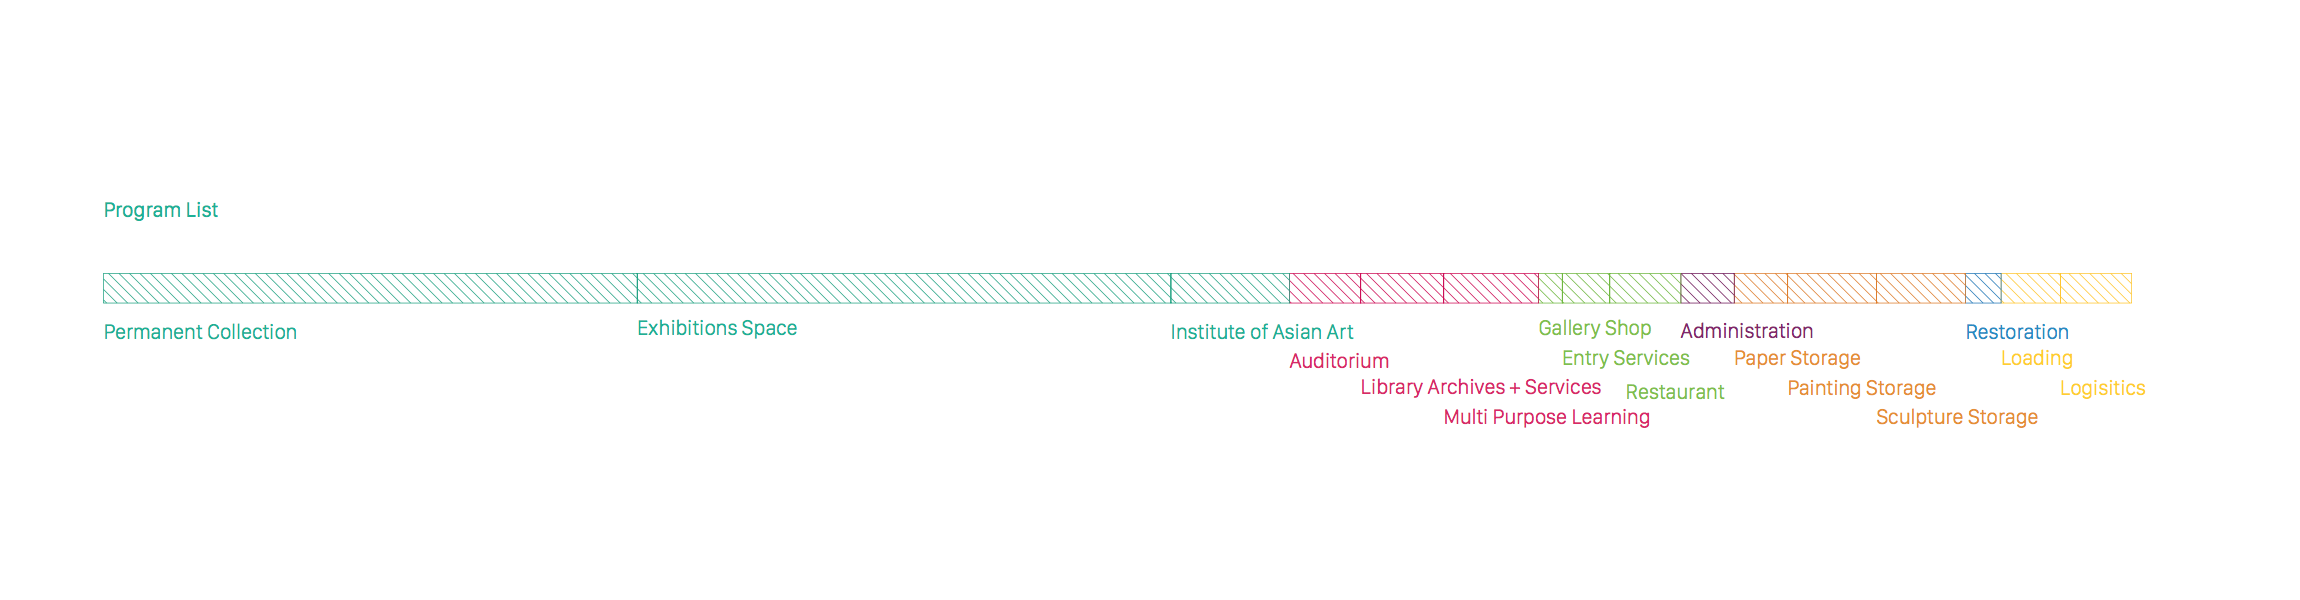 Program List
Permanent Collection
Exhibitions Space
Institute of Asian Art
Auditorium
Library Archives + Services
Multi Purpose Learning
Gallery Shop
Entry Services
Restaurant
Administration
Paper Storage
Painting Storage
Sculpture Storage
Restoration
Loading
Logisitics